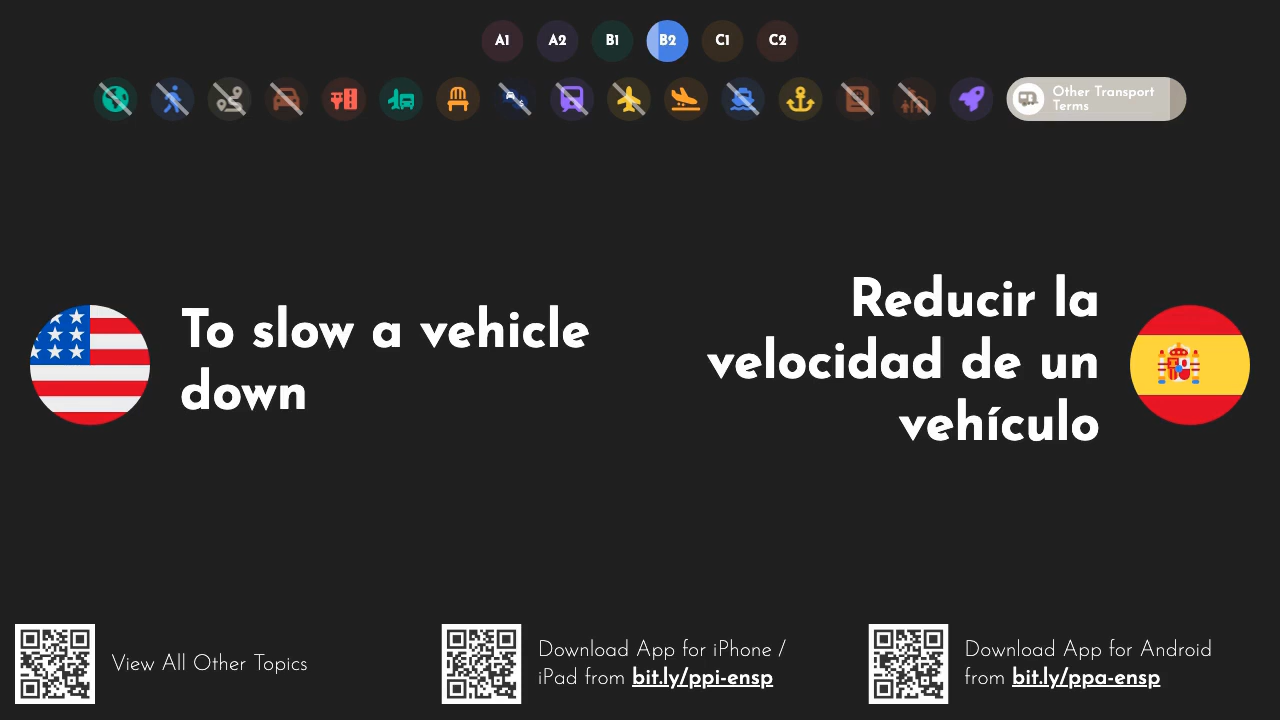 A1 A2 B1 B2 C1 C2
Other Transport
Terms
To slow a vehicle
down
Reducir la
velocidad de un
vehículo
View All Other Topics
Download App for iPhone /
iPad from bit.ly/ppi-ensp
Download App for Android
from bit.ly/ppa-ensp